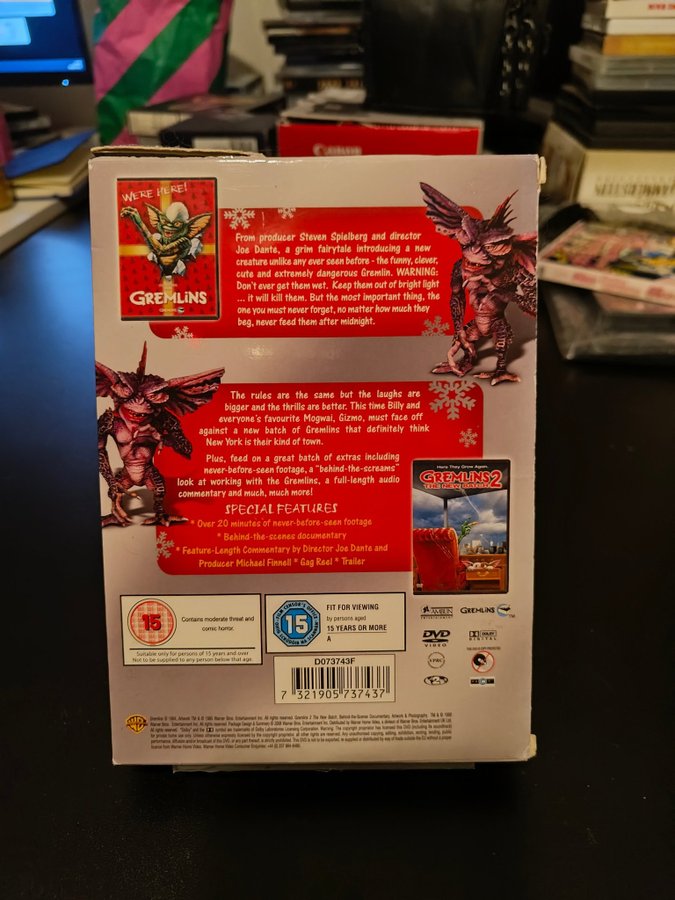 Canon
WE'RE HERE!
GREMLINS
From producer Steven Spielberg and director
Joe Dante, a grim fairytale introducing a new
creature unlike any ever seen before - the funny, clever,
cute and extremely dangerous Gremlin. WARNING:
Don't ever get them wet. Keep them out of bright light
... it will kill them. But the most important thing, the
one you must never forget, no matter how much they
beg, never feed them after midnight.
The rules are the same but the laughs are
bigger and the thrills are better. This time Billy and
everyone's favourite Mogwai, Gizmo, must face off
against a new batch of Gremlins that definitely think
New York is their kind of town.
Plus, feed on a great batch of extras including
never-before-seen footage, a "behind-the-screams"
look at working with the Gremlins, a full-length audio
commentary and much, much more!
SPECIAL FEATURES
* Over 20 minutes of never-before-seen footage
* Behind-the-scenes documentary
* Feature-Length Commentary by Director Joe Dante and
Producer Michael Finnell * Gag Reel * Trailer
Here They Grow Again.
GREMLINS 2
THE NEW BATCH
15
Contains moderate threat and
comic horror.
Suitable only for persons of 15 years and over
Not to be supplied to any person below that age.
15
FIT FOR VIEWING
by persons aged
15 YEARS OR MORE
A
AMBLIN
ENTERTAINMENT
GREMLINS
TM
DVD
VIDEO
DOLBY
DIGITAL
D073743F
7 321905 737437